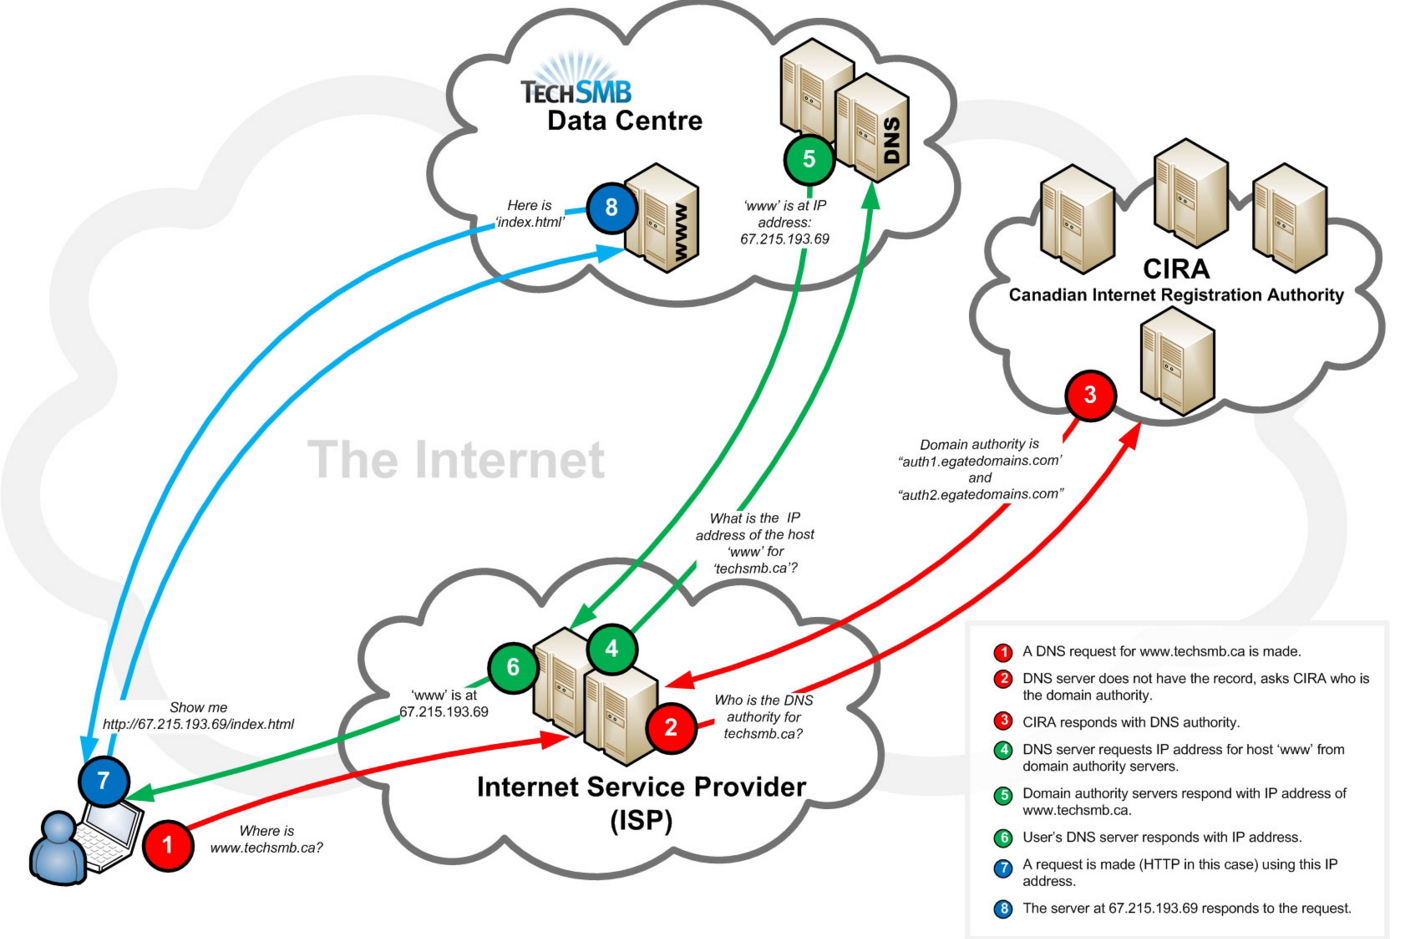 TECHSMB
Data Centre
DNS
5
8
WWW
Here is
'index.html'
‘www’ is at IP
address:
67.215.193.69
CIRA
Canadian Internet Registration Authority
3
The Internet
Domain authority is
“auth1.egatedomains.com’
and
“auth2.egatedomains.com”
What is the IP
address of the host
‘www’ for
‘techsmb.ca’?
4
6
2
‘www’ is at
67.215.193.69
Who is the DNS
authority for
techsmb.ca?
Internet Service Provider
(ISP)
Show me
http://67.215.193.69/index.html
7
1
Where is
www.techsmb.ca?
1 A DNS request for www.techsmb.ca is made.
2 DNS server does not have the record, asks CIRA who is
the domain authority.
3 CIRA responds with DNS authority.
4 DNS server requests IP address for host ‘www’ from
domain authority servers.
5 Domain authority servers respond with IP address of
www.techsmb.ca.
6 User’s DNS server responds with IP address.
7 A request is made (HTTP in this case) using this IP
address.
8 The server at 67.215.193.69 responds to the request.